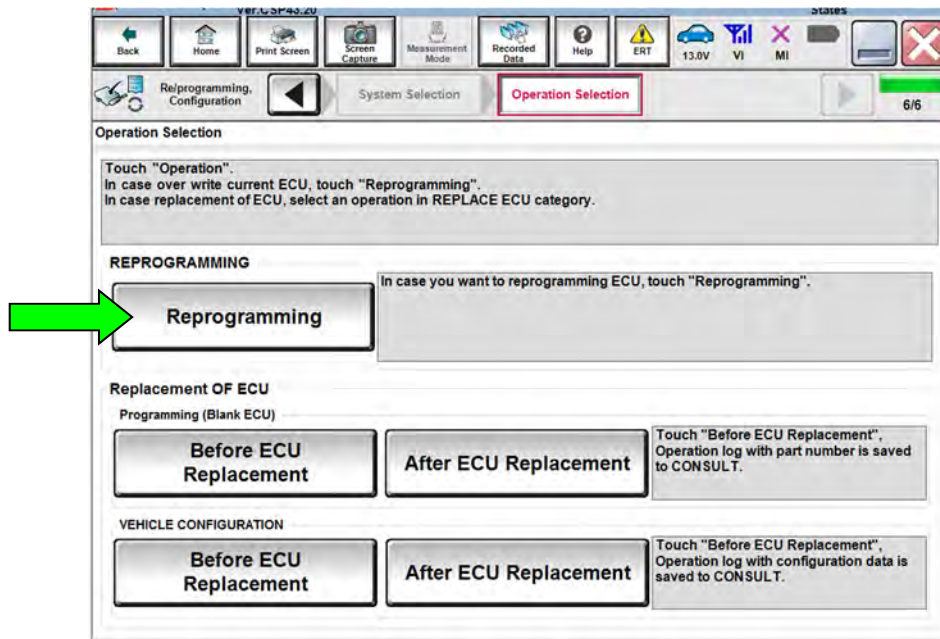 Ver.CSP43.20
States
Back
Home
Print Screen
Screen
Capture
Measurement
Mode
Recorded
Data
Help
ERT
13.0V
VI
MI
Re/programming,
Configuration
System Selection
Operation Selection
6/6
Operation Selection
Touch "Operation".
In case over write current ECU, touch "Reprogramming".
In case replacement of ECU, select an operation in REPLACE ECU category.
REPROGRAMMING
Reprogramming
In case you want to reprogramming ECU, touch "Reprogramming".
Replacement OF ECU
Programming (Blank ECU)
Before ECU
Replacement
After ECU Replacement
Touch "Before ECU Replacement",
Operation log with part number is saved
to CONSULT.
VEHICLE CONFIGURATION
Before ECU
Replacement
After ECU Replacement
Touch "Before ECU Replacement",
Operation log with configuration data is
saved to CONSULT.